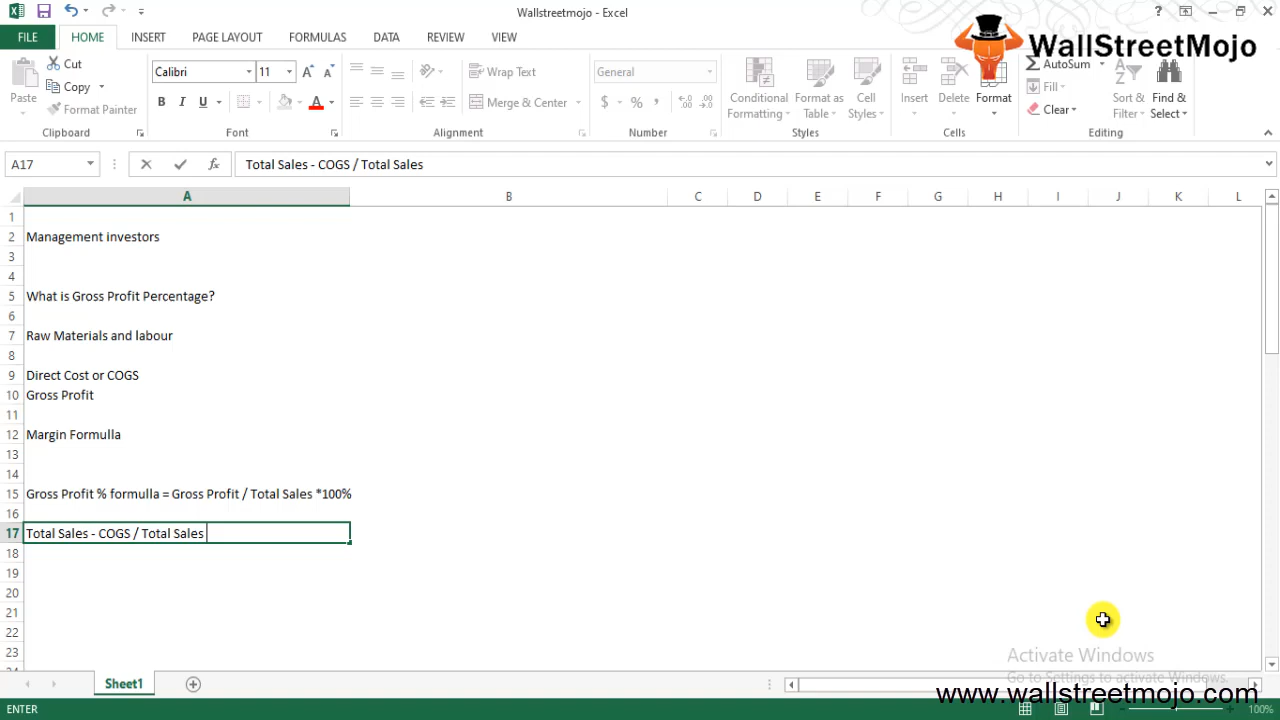 Wallstreetmojo - Excel
?
FILE
HOME
INSERT
PAGE LAYOUT
FORMULAS
DATA
REVIEW
VIEW
WallStreetMojo
Paste
Cut
Copy
Format Painter
Clipboard
Calibri
11
B I U
Font
Wrap Text
Merge & Center
Alignment
General
$ % ,
Number
Conditional Formatting
Format as Table
Cell Styles
Styles
Insert
Delete
Format
Cells
AutoSum
Fill
Clear
Sort & Filter
Find & Select
Editing
A17
fx
Total Sales - COGS / Total Sales
A B C D E F G H I J K L
1
2 Management investors
3
4
5 What is Gross Profit Percentage?
6
7 Raw Materials and labour
8
9 Direct Cost or COGS
10 Gross Profit
11
12 Margin Formulla
13
14
15 Gross Profit % formulla = Gross Profit / Total Sales *100%
16
17 Total Sales - COGS / Total Sales
18
19
20
21
22
23
Activate Windows
Go to Settings to activate Windows.
Sheet1
www.wallstreetmojo.com
ENTER
100%